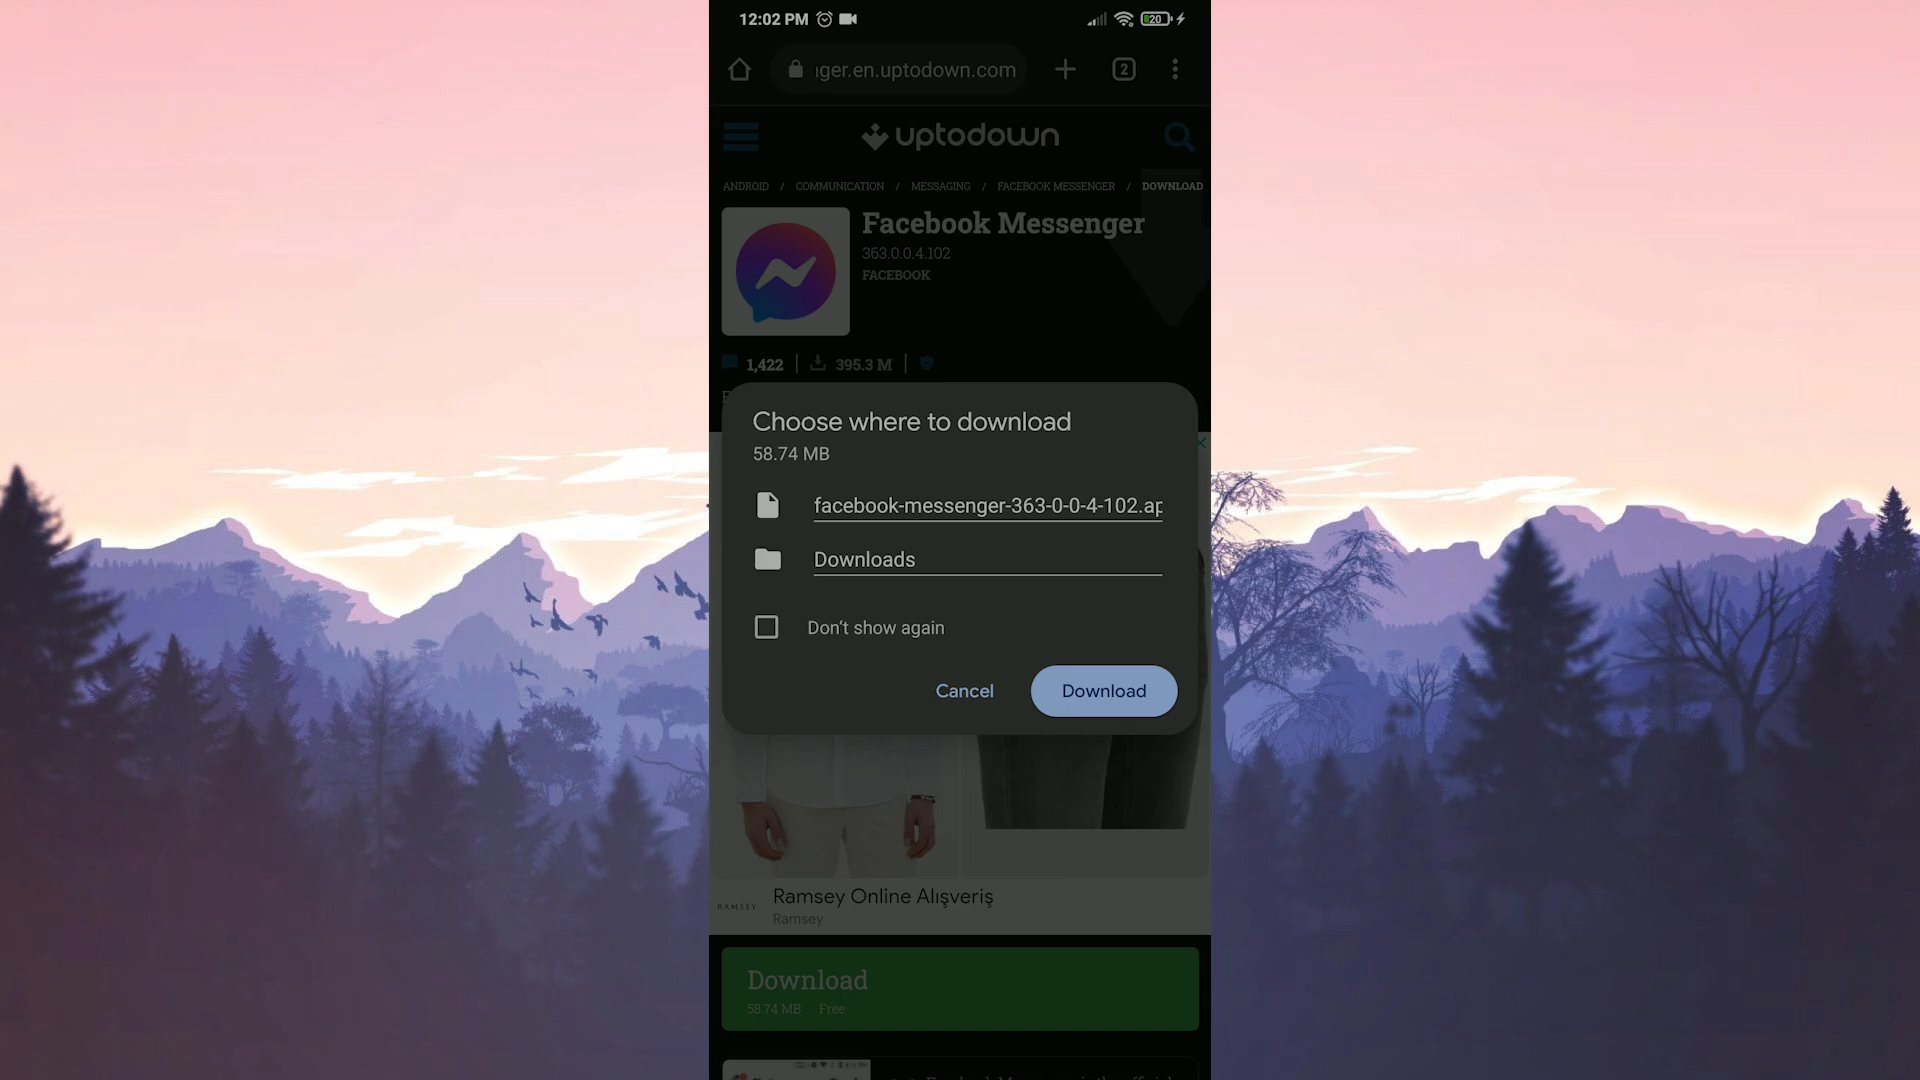 12:02 PM
20
ıger.en.uptodown.com
2
uptodown
ANDROID / COMMUNICATION / MESSAGING / FACEBOOK MESSENGER / DOWNLOAD
Facebook Messenger
363.0.0.4.102
FACEBOOK
1,422
395.3 M
Choose where to download
58.74 MB
facebook-messenger-363-0-0-4-102.ap
Downloads
Don't show again
Cancel
Download
RAMSEY
Ramsey Online Alışveriş
Ramsey
Download
58.74 MB Free